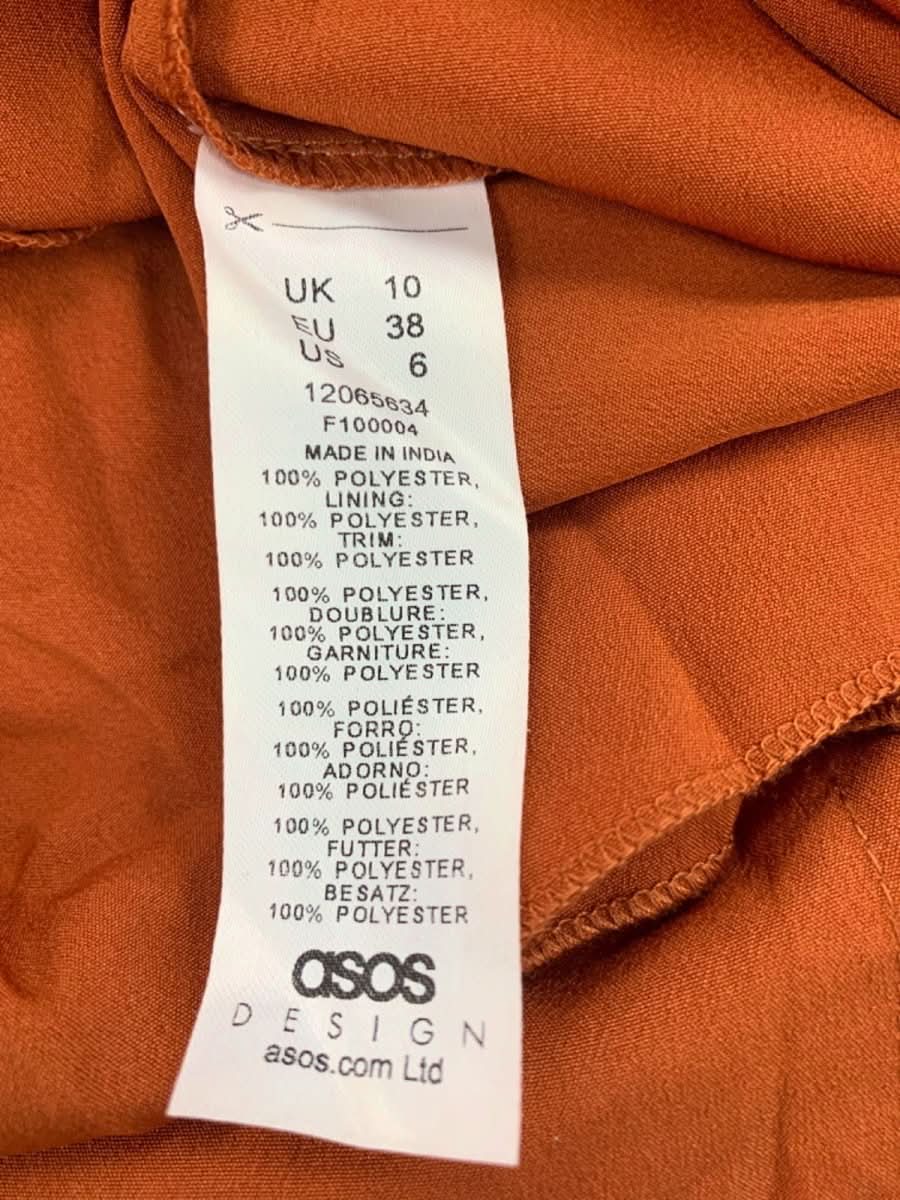 UK 10
EU 38
US 6
12065634
F100004
MADE IN INDIA
100% POLYESTER,
LINING:
100% POLYESTER,
TRIM:
100% POLYESTER
100% POLYESTER,
DOUBLURE:
100% POLYESTER,
GARNITURE:
100% POLYESTER
100% POLIÉSTER,
FORRO:
100% POLIÉSTER,
ADORNO:
100% POLIÉSTER
100% POLYESTER,
FUTTER:
100% POLYESTER,
BESATZ:
100% POLYESTER
asos
DESIGN
asos.com Ltd